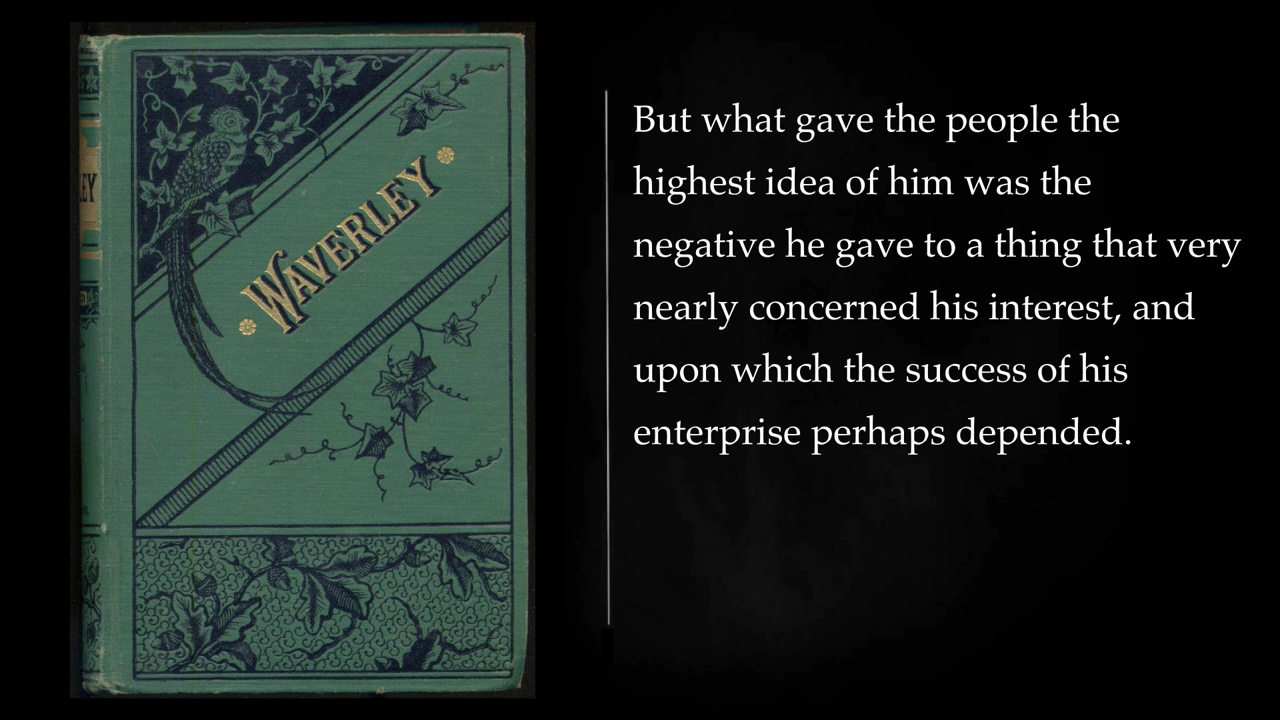 WAVERLEY
EY
But what gave the people the
highest idea of him was the
negative he gave to a thing that very
nearly concerned his interest, and
upon which the success of his
enterprise perhaps depended.